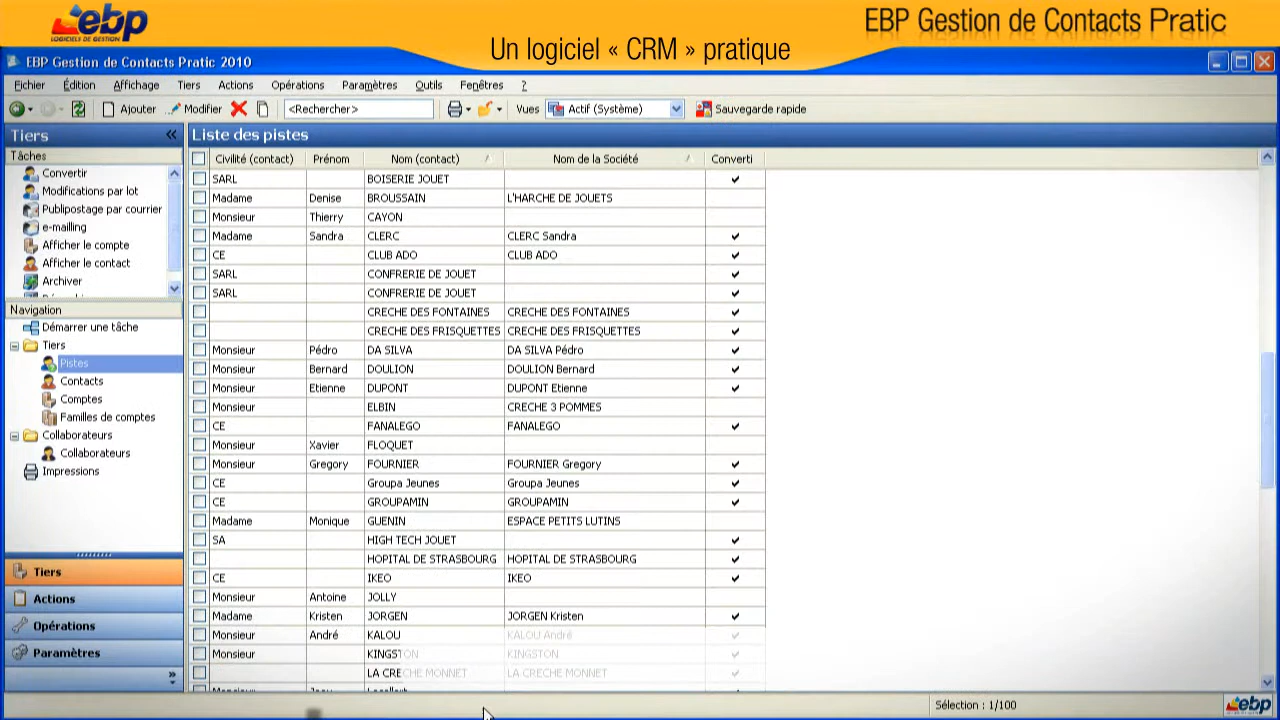 ebp
LOGICIELS DE GESTION
EBP Gestion de Contacts Pratic
Un logiciel « CRM » pratique
EBP Gestion de Contacts Pratic 2010
Fichier Édition Affichage Tiers Actions Opérations Paramètres Outils Fenêtres ?
Ajouter Modifier <Rechercher> Vues Actif (Système) Sauvegarde rapide
Tiers «
Tâches
Convertir
Modifications par lot
Publipostage par courrier
e-mailling
Afficher le compte
Afficher le contact
Archiver
Navigation
Démarrer une tâche
Tiers
Pistes
Contacts
Comptes
Familles de comptes
Collaborateurs
Collaborateurs
Impressions
Tiers
Actions
Opérations
Paramètres
»
Liste des pistes
Civilité (contact) Prénom Nom (contact) Nom de la Société Converti
SARL BOISERIE JOUET
Madame Denise BROUSSAIN L'HARCHE DE JOUETS
Monsieur Thierry CAYON
Madame Sandra CLERC CLERC Sandra
CE CLUB ADO CLUB ADO
SARL CONFRERIE DE JOUET
SARL CONFRERIE DE JOUET
CRECHE DES FONTAINES CRECHE DES FONTAINES
CRECHE DES FRISQUETTES CRECHE DES FRISQUETTES
Monsieur Pédro DA SILVA DA SILVA Pédro
Monsieur Bernard DOULION DOULION Bernard
Monsieur Etienne DUPONT DUPONT Etienne
Monsieur ELBIN CRECHE 3 POMMES
CE FANALEGO FANALEGO
Monsieur Xavier FLOQUET
Monsieur Gregory FOURNIER FOURNIER Gregory
CE Groupa Jeunes Groupa Jeunes
CE GROUPAMIN GROUPAMIN
Madame Monique GUENIN ESPACE PETITS LUTINS
SA HIGH TECH JOUET
HOPITAL DE STRASBOURG HOPITAL DE STRASBOURG
CE IKEO IKEO
Monsieur Antoine JOLLY
Madame Kristen JORGEN JORGEN Kristen
Monsieur André KALOU KALOU André
Monsieur KINGSTON KINGSTON
LA CRECHE MONNET LA CRECHE MONNET
Sélection : 1/100
ebp